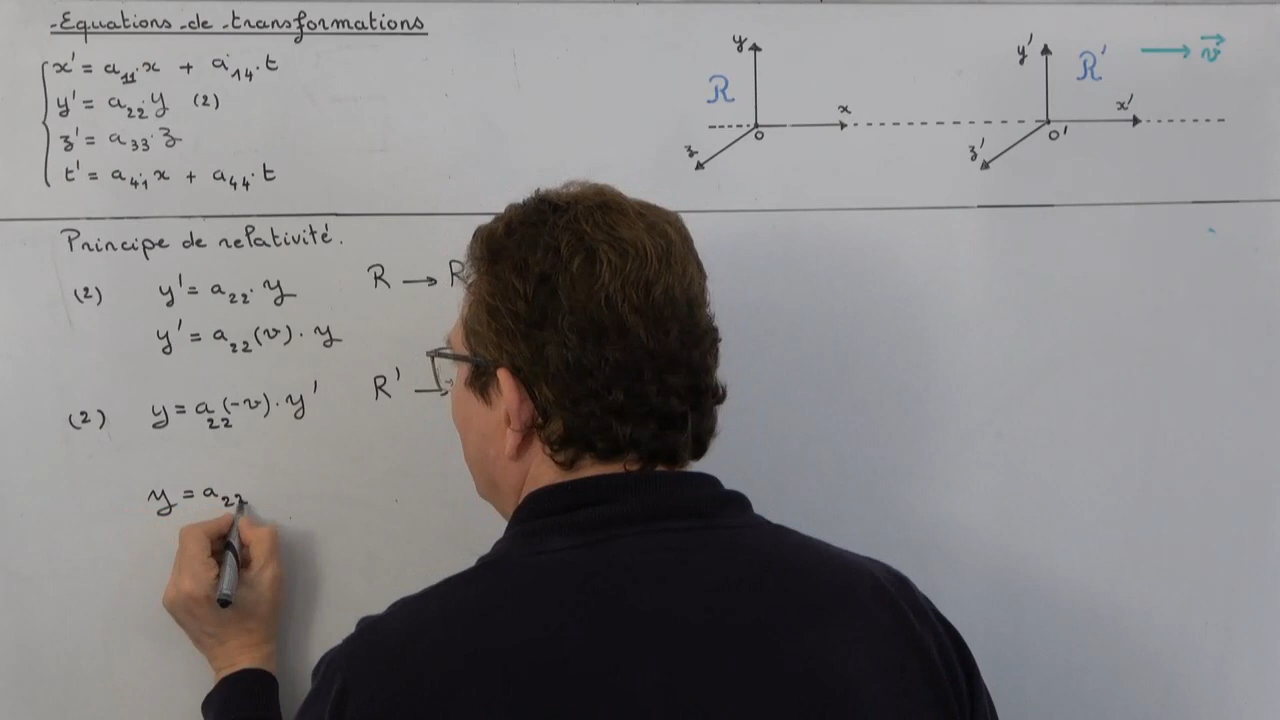 Equations de transformations
x' = a₁₁.x + a₁₄.t
y' = a₂₂.y (2)
z' = a₃₃.z
t' = a₄₁.x + a₄₄.t
y
R
x
o
z
y'
R'
v⃗
x'
o'
z'
Principe de relativité.
(2) y' = a₂₂.y R → R
y' = a₂₂(v).y
(2) y = a₂₂(-v).y' R' →
y = a₂₂